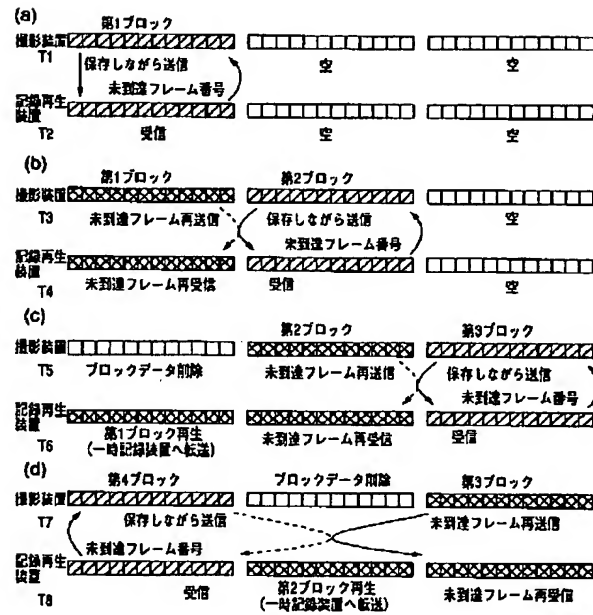 (a)
第1ブロック
撮影装置
T1
保存しながら送信
空
空
未到達フレーム番号
記録再生装置
T2
受信
空
空
(b)
第1ブロック
第2ブロック
撮影装置
T3
未到達フレーム再送信
保存しながら送信
空
未到達フレーム番号
記録再生装置
T4
未到達フレーム再受信
受信
空
(c)
第2ブロック
第3ブロック
撮影装置
T5
ブロックデータ削除
未到達フレーム再送信
保存しながら送信
未到達フレーム番号
記録再生装置
T6
第1ブロック再生
(一時記録装置へ転送)
未到達フレーム再受信
受信
(d)
第4ブロック
ブロックデータ削除
第3ブロック
撮影装置
T7
保存しながら送信
未到達フレーム再送信
未到達フレーム番号
記録再生装置
T8
受信
第2ブロック再生
(一時記録装置へ転送)
未到達フレーム再受信